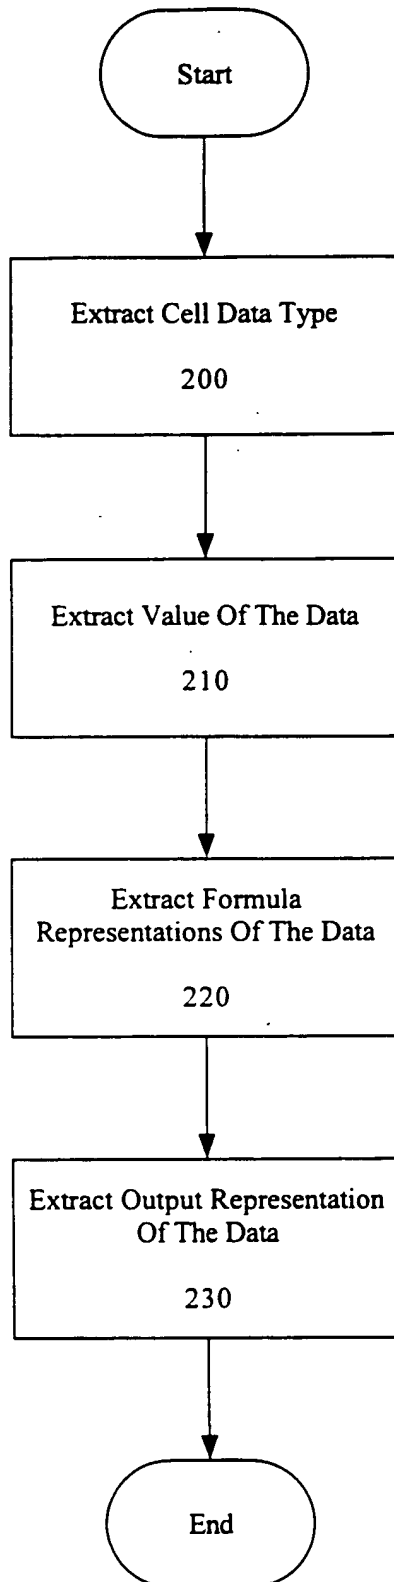 Start
Extract Cell Data Type
200
Extract Value Of The Data
210
Extract Formula
Representations Of The Data
220
Extract Output Representation
Of The Data
230
End